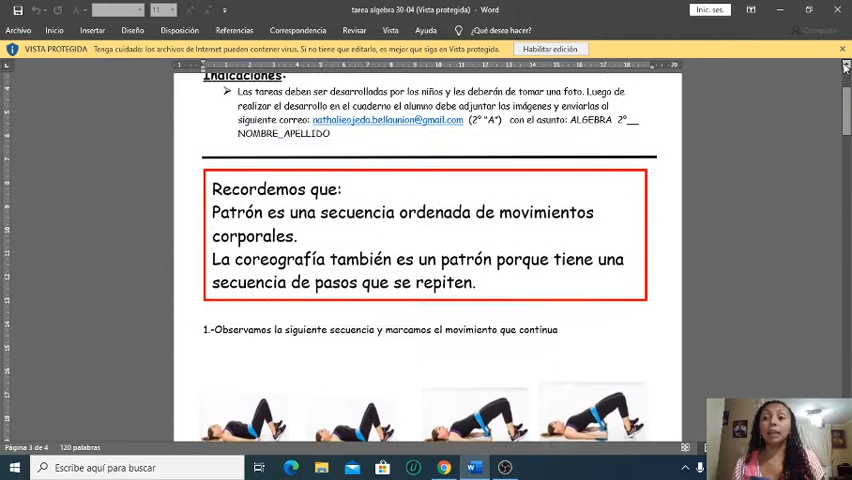 tarea algebra 30-04 (Vista protegida) - Word
Inic. ses.
Archivo Inicio Insertar Diseño Disposición Referencias Correspondencia Revisar Vista Ayuda ¿Qué desea hacer? Compartir
VISTA PROTEGIDA Tenga cuidado: los archivos de Internet pueden contener virus. Si no tiene que editarlo, es mejor que siga en Vista protegida. Habilitar edición
Indicaciones:
Las tareas deben ser desarrolladas por los niños y les deberán de tomar una foto. Luego de
realizar el desarrollo en el cuaderno el alumno debe adjuntar las imágenes y enviarlas al
siguiente correo: nathalieojeda.bellaunion@gmail.com (2° "A") con el asunto: ALGEBRA 2°__
NOMBRE_APELLIDO
Recordemos que:
Patrón es una secuencia ordenada de movimientos
corporales.
La coreografía también es un patrón porque tiene una
secuencia de pasos que se repiten.
1.-Observamos la siguiente secuencia y marcamos el movimiento que continua
Página 3 de 4 120 palabras
Escribe aquí para buscar